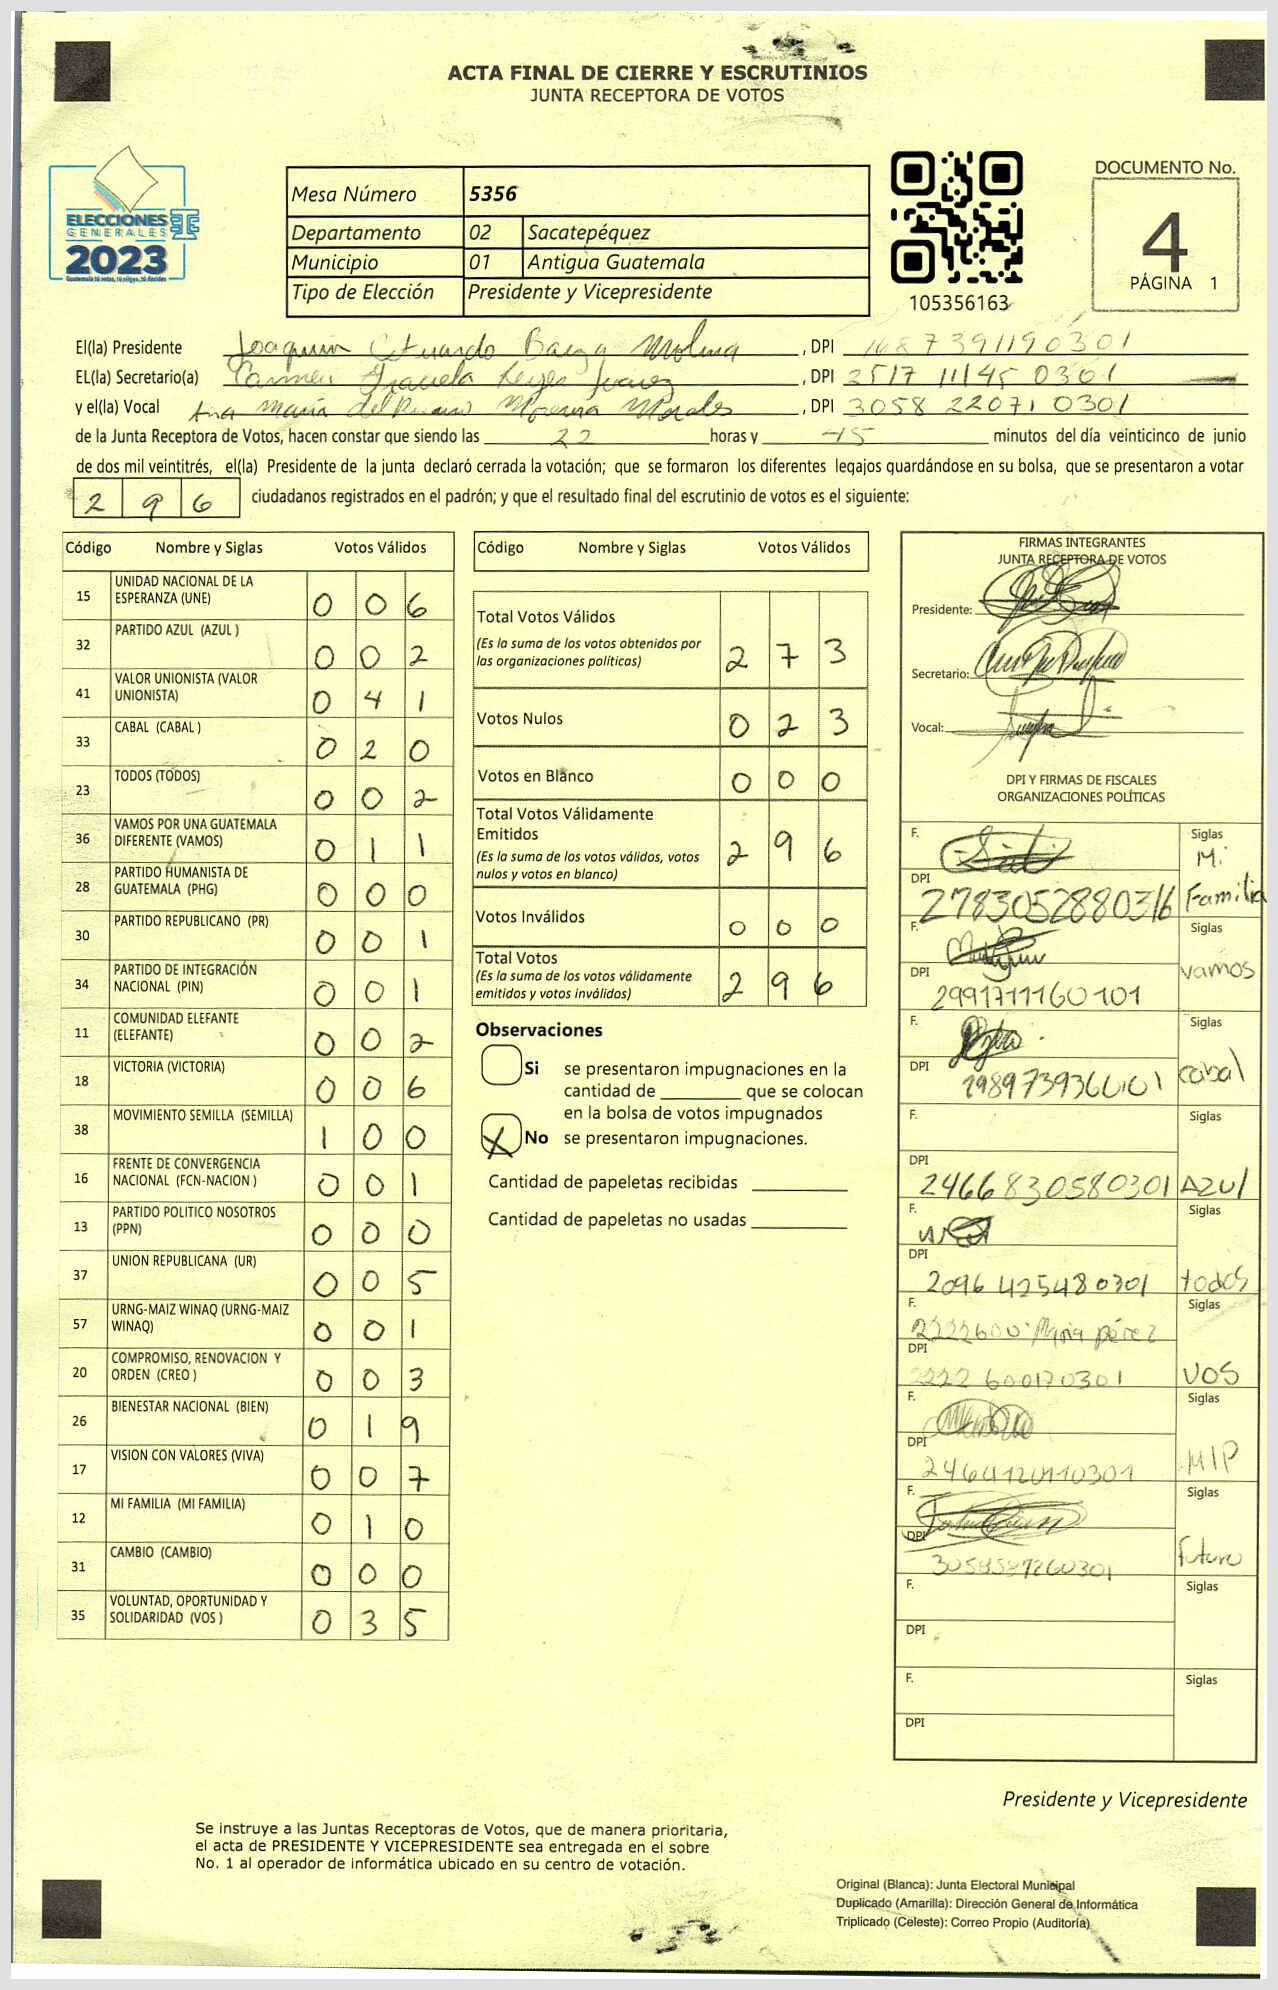 ACTA FINAL DE CIERRE Y ESCRUTINIOS
JUNTA RECEPTORA DE VOTOS
ELECCIONES
GENERALES
2023
Mesa Número 5356
Departamento 02 Sacatepéquez
Municipio 01 Antigua Guatemala
Tipo de Elección Presidente y Vicepresidente
105356163
DOCUMENTO No.
4
PÁGINA 1
El(la) Presidente Joaquin Eduardo Molina , DPI 1687391190301
EL(la) Secretario(a) Carmen Graciela Reyes Juarez , DPI 2517 11145 0301
y el(la) Vocal Ana María del Morales , DPI 3058 22071 0301
de la Junta Receptora de Votos, hacen constar que siendo las 22 horas y 45 minutos del día veinticinco de junio
de dos mil veintitrés, el(la) Presidente de la junta declaró cerrada la votación; que se formaron los diferentes legajos guardándose en su bolsa, que se presentaron a votar
296 ciudadanos registrados en el padrón; y que el resultado final del escrutinio de votos es el siguiente:
Código Nombre y Siglas Votos Válidos
15 UNIDAD NACIONAL DE LA
ESPERANZA (UNE) 0 0 6
32 PARTIDO AZUL (AZUL ) 0 0 2
41 VALOR UNIONISTA (VALOR
UNIONISTA) 0 4 1
33 CABAL (CABAL ) 0 2 0
23 TODOS (TODOS) 0 0 2
36 VAMOS POR UNA GUATEMALA
DIFERENTE (VAMOS) 0 1 1
28 PARTIDO HUMANISTA DE
GUATEMALA (PHG) 0 0 0
30 PARTIDO REPUBLICANO (PR) 0 0 1
34 PARTIDO DE INTEGRACIÓN
NACIONAL (PIN) 0 0 1
11 COMUNIDAD ELEFANTE
(ELEFANTE) 0 0 2
18 VICTORIA (VICTORIA) 0 0 6
38 MOVIMIENTO SEMILLA (SEMILLA) 1 0 0
16 FRENTE DE CONVERGENCIA
NACIONAL (FCN-NACION ) 0 0 1
13 PARTIDO POLITICO NOSOTROS
(PPN) 0 0 0
37 UNION REPUBLICANA (UR) 0 0 5
57 URNG-MAIZ WINAQ (URNG-MAIZ
WINAQ) 0 0 1
20 COMPROMISO, RENOVACION Y
ORDEN (CREO ) 0 0 3
26 BIENESTAR NACIONAL (BIEN) 0 1 9
17 VISION CON VALORES (VIVA) 0 0 7
12 MI FAMILIA (MI FAMILIA) 0 1 0
31 CAMBIO (CAMBIO) 0 0 0
35 VOLUNTAD, OPORTUNIDAD Y
SOLIDARIDAD (VOS ) 0 3 5
Código Nombre y Siglas Votos Válidos
Total Votos Válidos
(Es la suma de los votos obtenidos por
las organizaciones políticas) 2 7 3
Votos Nulos 0 2 3
Votos en Blanco 0 0 0
Total Votos Válidamente
Emitidos
(Es la suma de los votos válidos, votos
nulos y votos en blanco) 2 9 6
Votos Inválidos 0 0 0
Total Votos
(Es la suma de los votos válidamente
emitidos y votos inválidos) 2 9 6
Observaciones
Si se presentaron impugnaciones en la
cantidad de ________ que se colocan
en la bolsa de votos impugnados
X No se presentaron impugnaciones.
Cantidad de papeletas recibidas
Cantidad de papeletas no usadas
FIRMAS INTEGRANTES
JUNTA RECEPTORA DE VOTOS
Presidente:
Secretario:
Vocal:
DPI Y FIRMAS DE FISCALES
ORGANIZACIONES POLÍTICAS
F. Siglas
Mi
DPI
2783052880316 Familia
F. Siglas
DPI vamos
2991711160101
F. Siglas
DPI cabal
1989739360101
F. Siglas
DPI
2466830580301 AZUL
F. Siglas
DPI
2096 425480301 todos
F. Siglas
2222600 Maria pérez
DPI
2222 600170301 VOS
F. Siglas
DPI MIP
2464120110301
F. Siglas
DPI Futuro
F. Siglas
DPI
F. Siglas
DPI
Presidente y Vicepresidente
Se instruye a las Juntas Receptoras de Votos, que de manera prioritaria,
el acta de PRESIDENTE Y VICEPRESIDENTE sea entregada en el sobre
No. 1 al operador de informática ubicado en su centro de votación.
Original (Blanca): Junta Electoral Municipal
Duplicado (Amarilla): Dirección General de Informática
Triplicado (Celeste): Correo Propio (Auditoría)